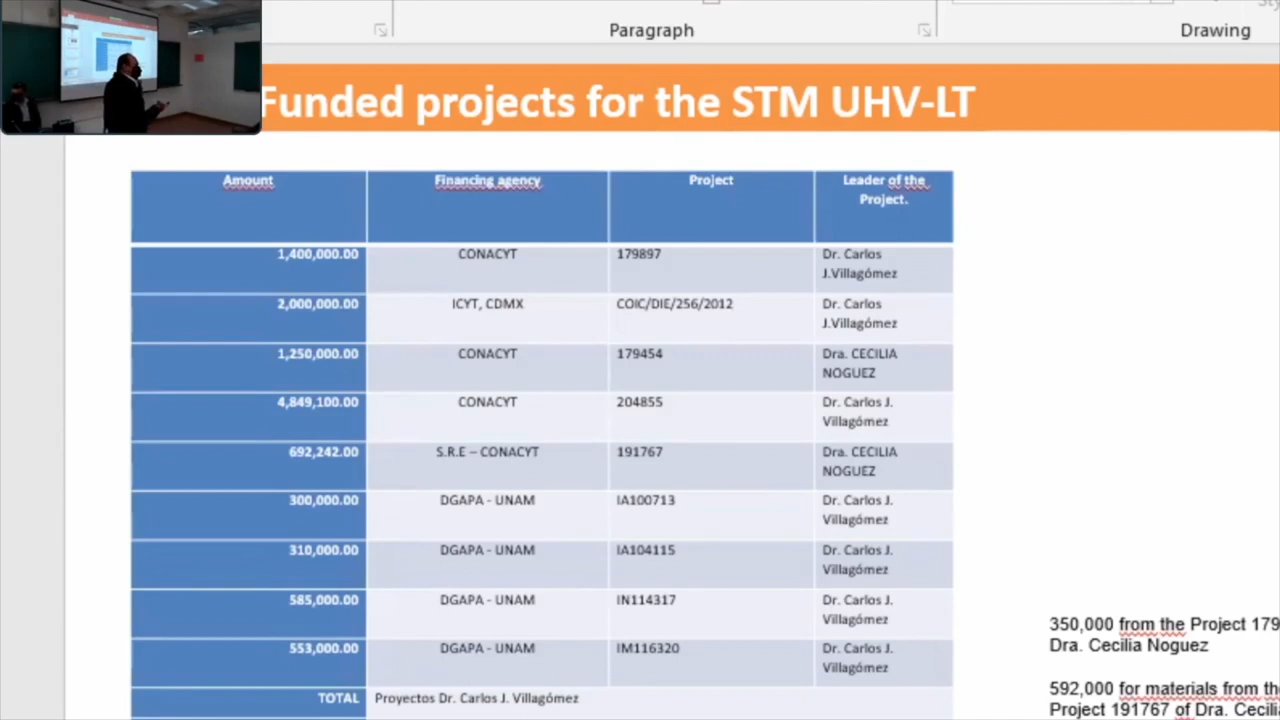 Paragraph
Drawing
Funded projects for the STM UHV-LT
Amount
Financing agency
Project
Leader of the
Project.
1,400,000.00
CONACYT
179897
Dr. Carlos
J.Villagómez
2,000,000.00
ICYT, CDMX
COIC/DIE/256/2012
Dr. Carlos
J.Villagómez
1,250,000.00
CONACYT
179454
Dra. CECILIA
NOGUEZ
4,849,100.00
CONACYT
204855
Dr. Carlos J.
Villagómez
692,242.00
S.R.E – CONACYT
191767
Dra. CECILIA
NOGUEZ
300,000.00
DGAPA - UNAM
IA100713
Dr. Carlos J.
Villagómez
310,000.00
DGAPA - UNAM
IA104115
Dr. Carlos J.
Villagómez
585,000.00
DGAPA - UNAM
IN114317
Dr. Carlos J.
Villagómez
553,000.00
DGAPA - UNAM
IM116320
Dr. Carlos J.
Villagómez
TOTAL
Proyectos Dr. Carlos J. Villagómez
350,000 from the Project 179
Dra. Cecilia Noguez
592,000 for materials from th
Project 191767 of Dra. Cecili